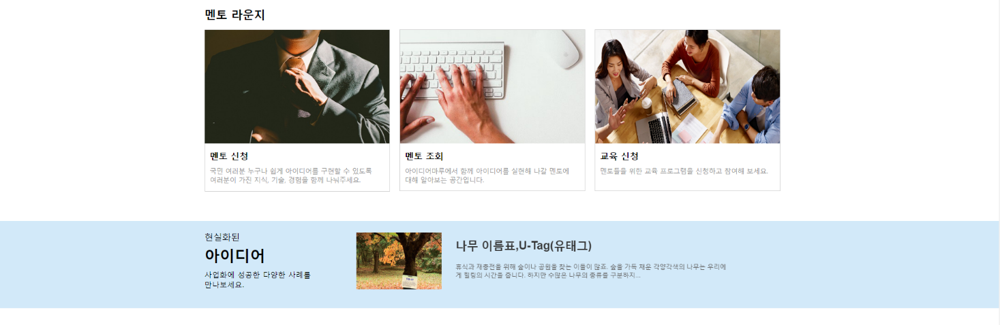 멘토 라운지
멘토 신청
국민 여러분 누구나 쉽게 아이디어를 구현할 수 있도록
여러분이 가진 지식, 기술, 경험을 함께 나눠주세요.
멘토 조회
아이디어마루에서 함께 아이디어를 실현해 나갈 멘토에
대해 알아보는 공간입니다.
교육 신청
멘토들을 위한 교육 프로그램을 신청하고 참여해 보세요.
현실화된
아이디어
사업화에 성공한 다양한 사례를
만나보세요.
나무 이름표,U-Tag(유태그)
휴식과 재충전을 위해 숲이나 공원을 찾는 이들이 많죠. 숲을 가득 채운 각양각색의 나무는 우리에
게 힐링의 시간을 줍니다. 하지만 수많은 나무의 종류를 구분하지...